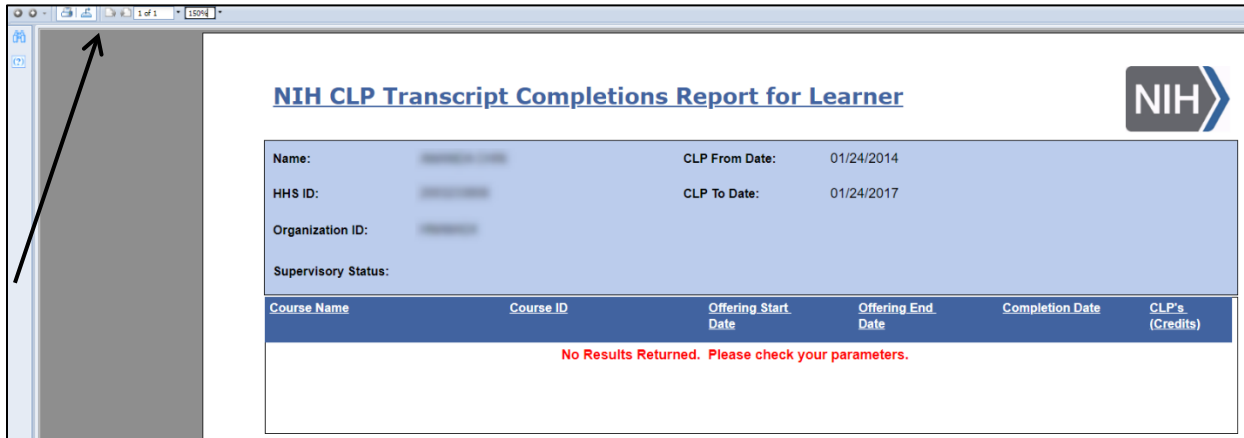 1 of 1 150%
NIH CLP Transcript Completions Report for Learner
NIH
Name: CLP From Date: 01/24/2014
HHS ID: CLP To Date: 01/24/2017
Organization ID:
Supervisory Status:
Course Name Course ID Offering Start Date Offering End Date Completion Date CLP's (Credits)
No Results Returned. Please check your parameters.